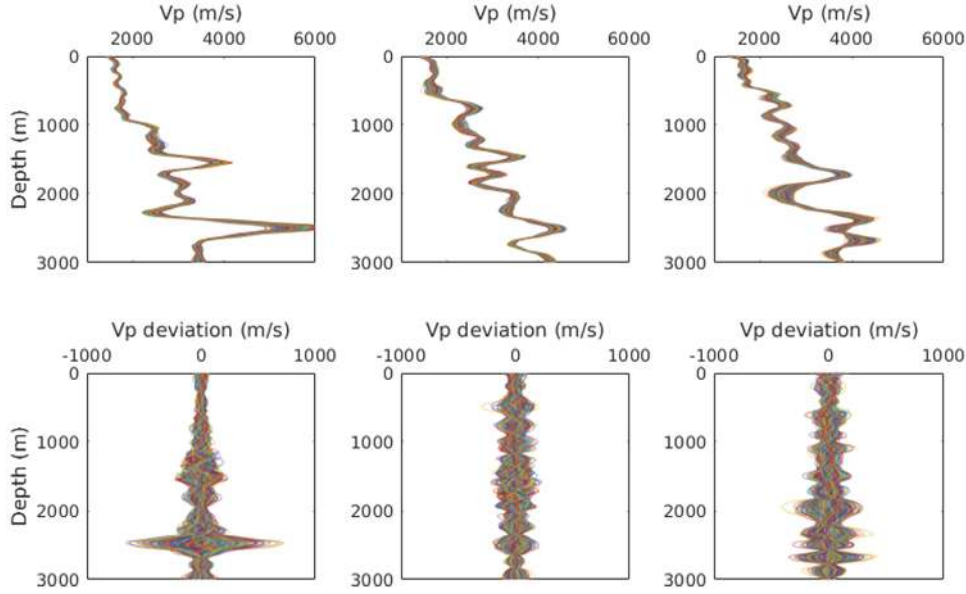 Vp (m/s) Vp (m/s) Vp (m/s)
2000 4000 6000 2000 4000 6000 2000 4000 6000
0 0 0
1000 1000 1000
2000 2000 2000
3000 3000 3000
Depth (m)
Vp deviation (m/s) Vp deviation (m/s) Vp deviation (m/s)
-1000 0 1000 -1000 0 1000 -1000 0 1000
0 0 0
1000 1000 1000
2000 2000 2000
3000 3000 3000
Depth (m)